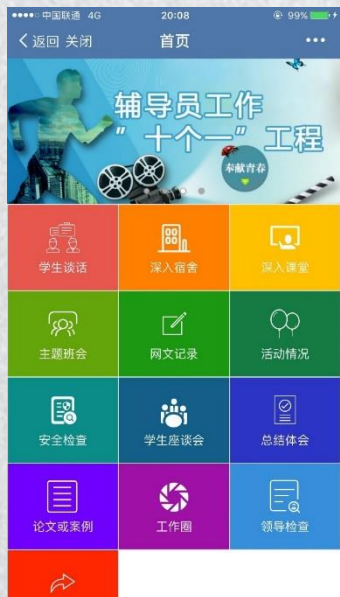 中国联通 4G 20:08 99%
返回 关闭 首页
辅导员工作
”十个一”工程
奉献青春
学生谈话 深入宿舍 深入课堂
主题班会 网文记录 活动情况
安全检查 学生座谈会 总结体会
论文或案例 工作圈 领导检查